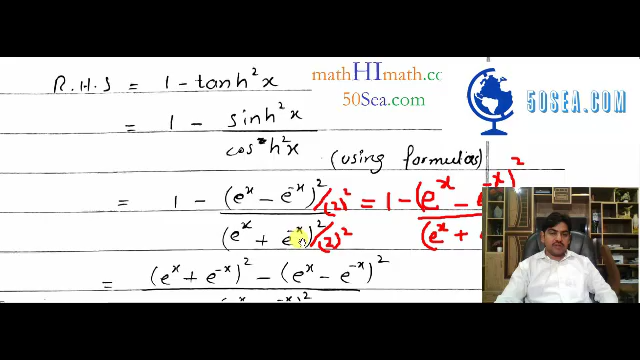 mathHImath.co
50Sca.com
50SEA.COM
R.H.S = 1 - tanh²x
= 1 - sinh²x / cosh²x
(using formulas)
= 1 - (eˣ - e⁻ˣ)²/(2)² / (eˣ + e⁻ˣ)²/(2)² = 1 - (eˣ - e⁻ˣ)² / (eˣ +
= (eˣ + e⁻ˣ)² - (eˣ - e⁻ˣ)²